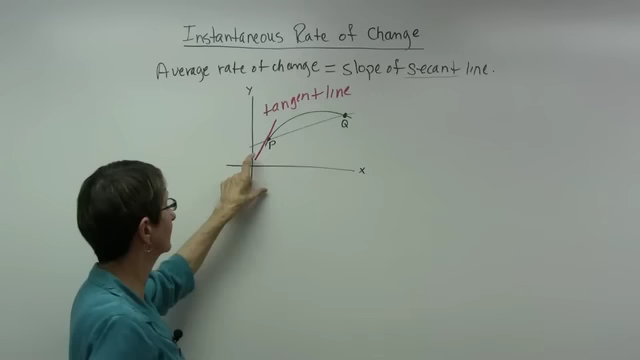 Instantaneous Rate of Change
Average rate of change = slope of secant line.
y
tangent line
Q
P
x